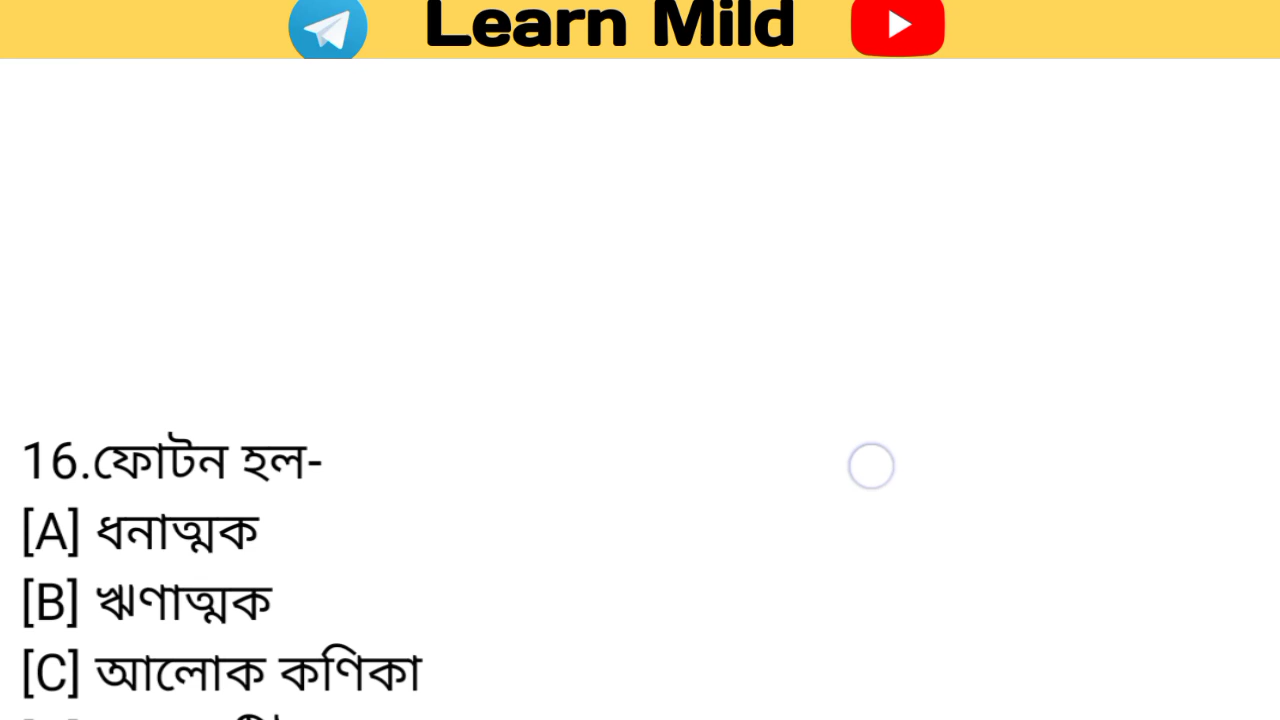 Learn Mild
16.ফোটন হল-
[A] ধনাত্মক
[B] ঋণাত্মক
[C] আলোক কণিকা